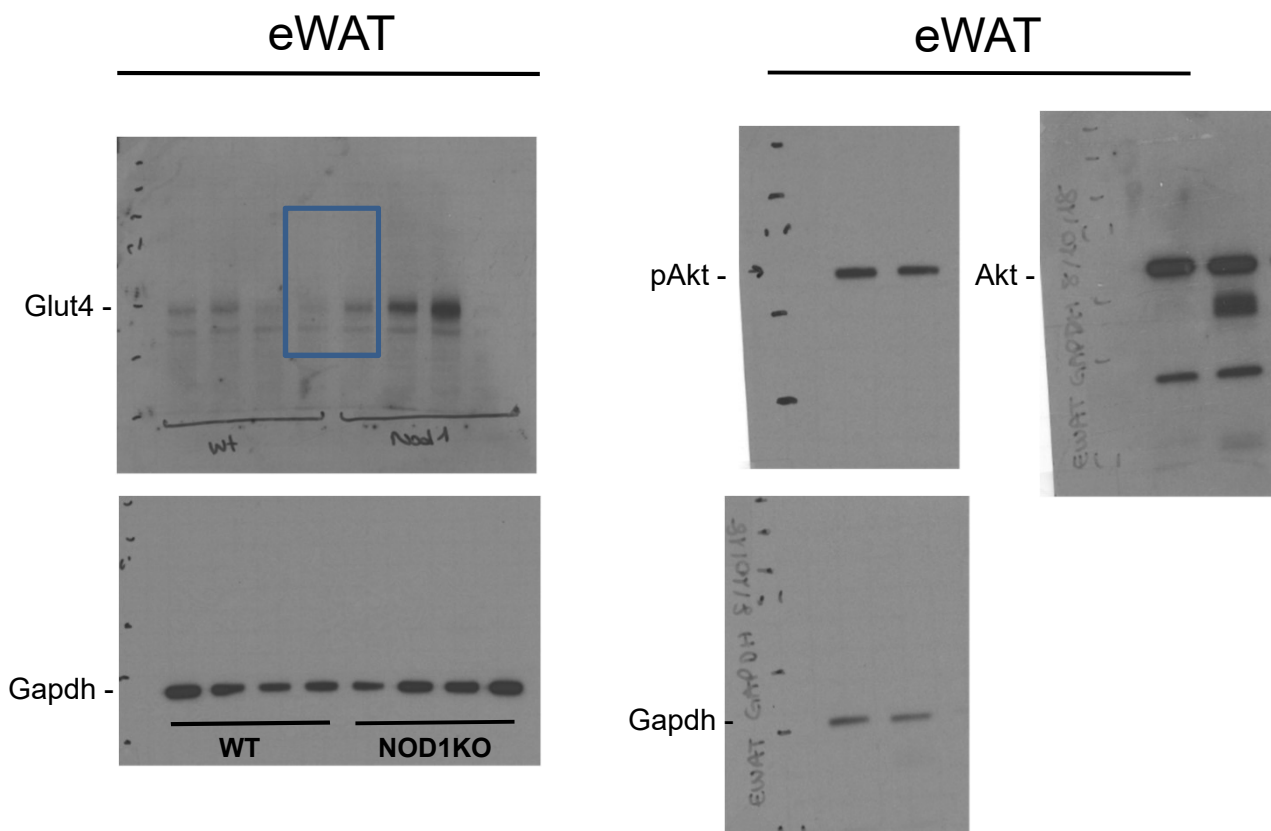 eWAT
eWAT
Glut4 -
wt
Nod1
pAkt -
Akt -
EWAT GAPDH 8/10/18
Gapdh -
WT
NOD1KO
Gapdh -
EWAT GAPDH 8/10/18